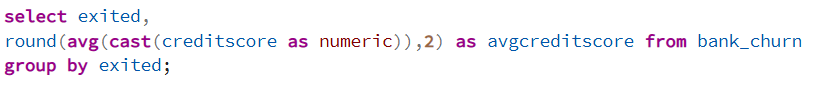 select exited,
round(avg(cast(creditscore as numeric)),2) as avgcreditscore from bank_churn
group by exited;